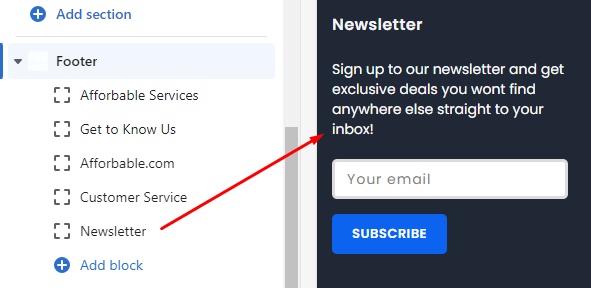 Add section
Footer
Afforbable Services
Get to Know Us
Afforbable.com
Customer Service
Newsletter
Add block
Newsletter
Sign up to our newsletter and get
exclusive deals you wont find
anywhere else straight to your
inbox!
Your email
SUBSCRIBE